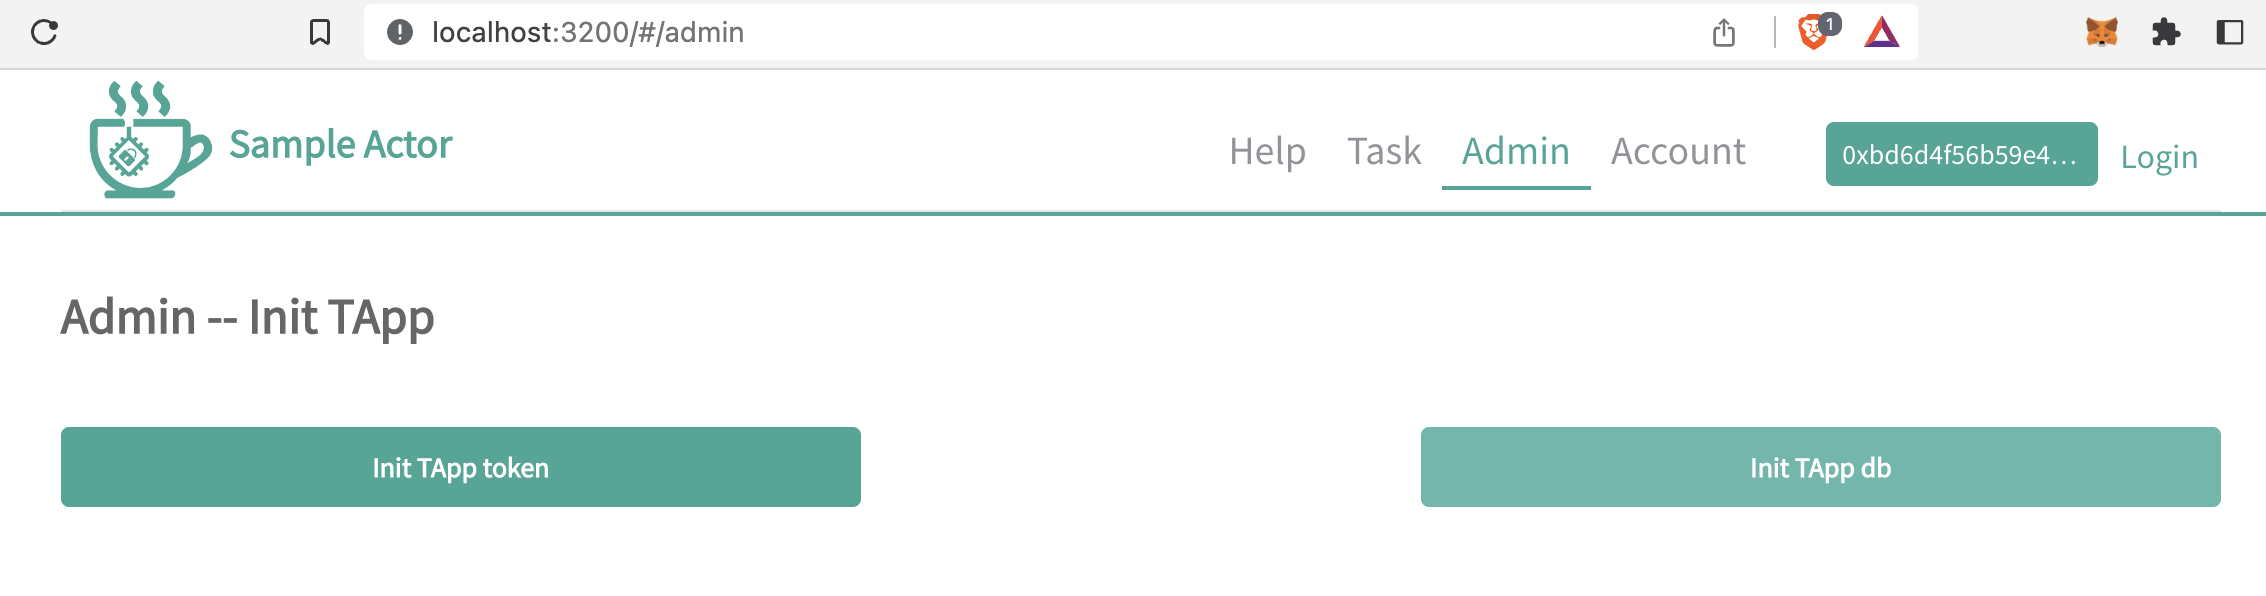 localhost:3200/#/admin
1
Sample Actor
Help Task Admin Account 0xbd6d4f56b59e4... Login
Admin -- Init TApp
Init TApp token Init TApp db